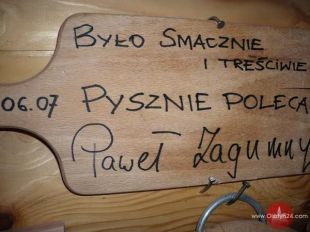 BYŁO SMACZNIE
I TREŚCIWIE
06.07 PYSZNIE POLECA
Paweł Zagumny